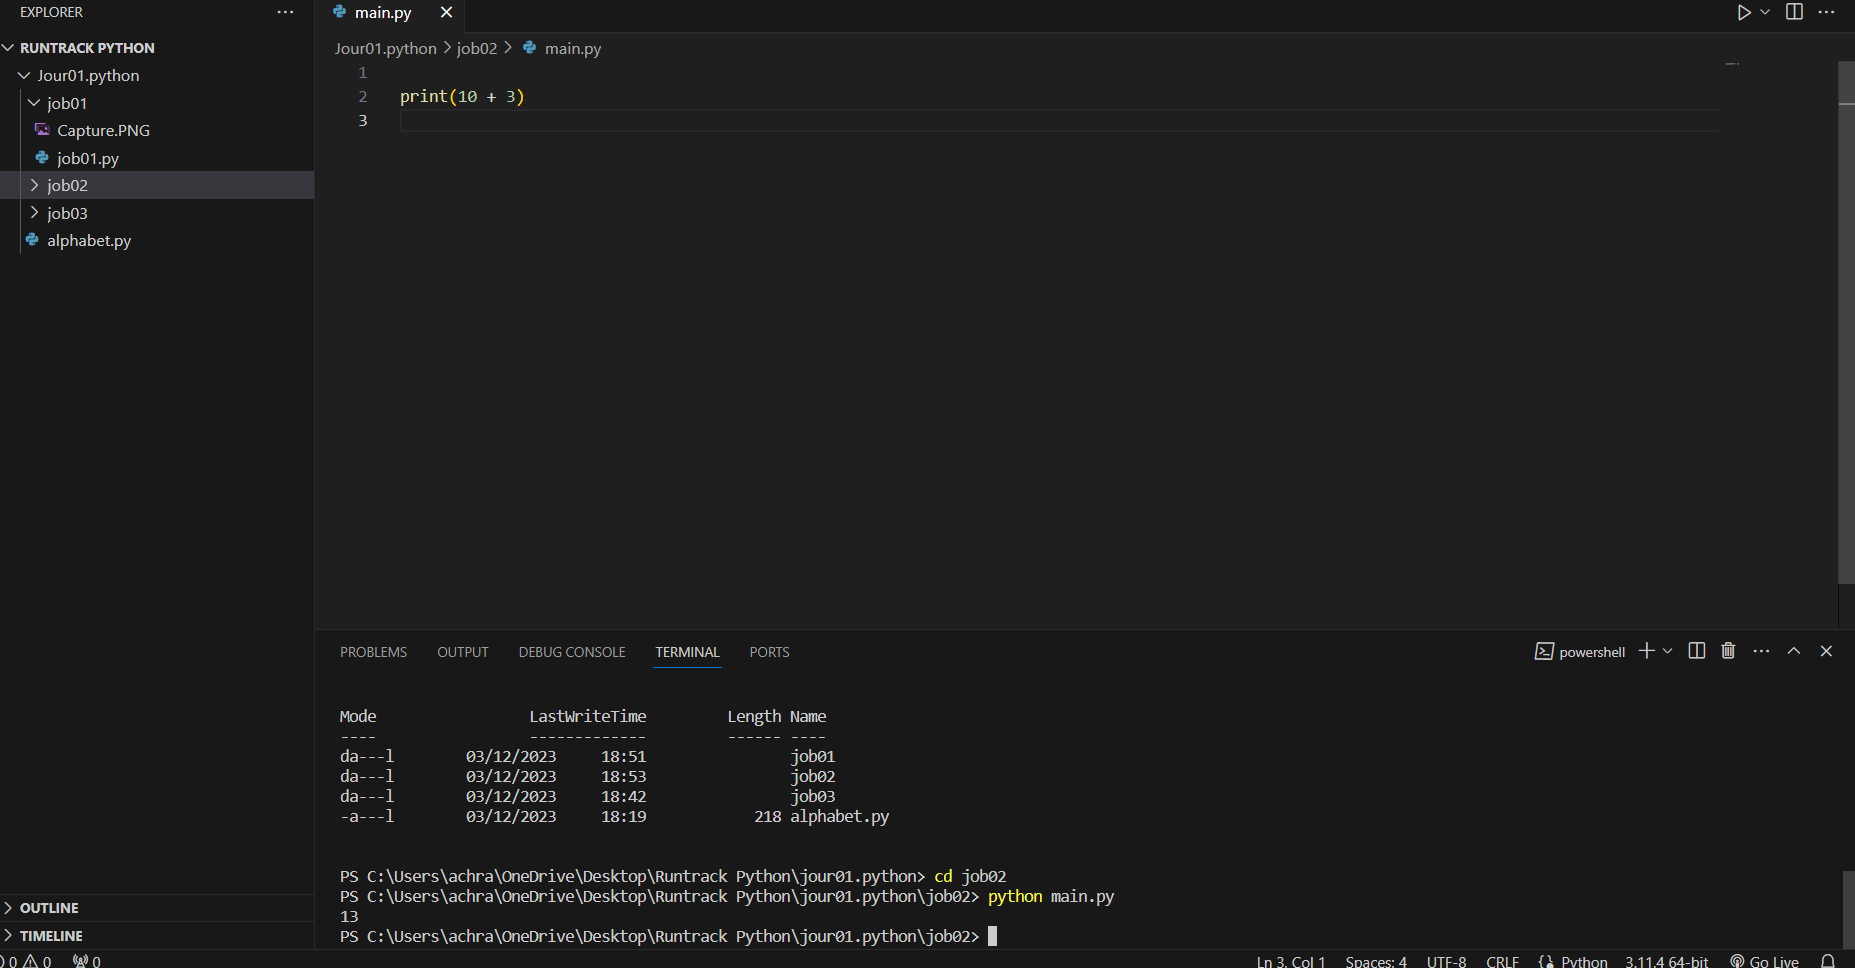 EXPLORER
RUNTRACK PYTHON
Jour01.python
job01
Capture.PNG
job01.py
job02
job03
alphabet.py
OUTLINE
TIMELINE
main.py
Jour01.python > job02 > main.py
1
2 print(10 + 3)
3
PROBLEMS OUTPUT DEBUG CONSOLE TERMINAL PORTS
powershell
Mode LastWriteTime Length Name
---- ------------- ------ ----
da---l 03/12/2023 18:51 job01
da---l 03/12/2023 18:53 job02
da---l 03/12/2023 18:42 job03
-a---l 03/12/2023 18:19 218 alphabet.py
PS C:\Users\achra\OneDrive\Desktop\Runtrack Python\jour01.python> cd job02
PS C:\Users\achra\OneDrive\Desktop\Runtrack Python\jour01.python\job02> python main.py
13
PS C:\Users\achra\OneDrive\Desktop\Runtrack Python\jour01.python\job02>
0 0 0 Ln 3, Col 1 Spaces: 4 UTF-8 CRLF Python 3.11.4 64-bit Go Live